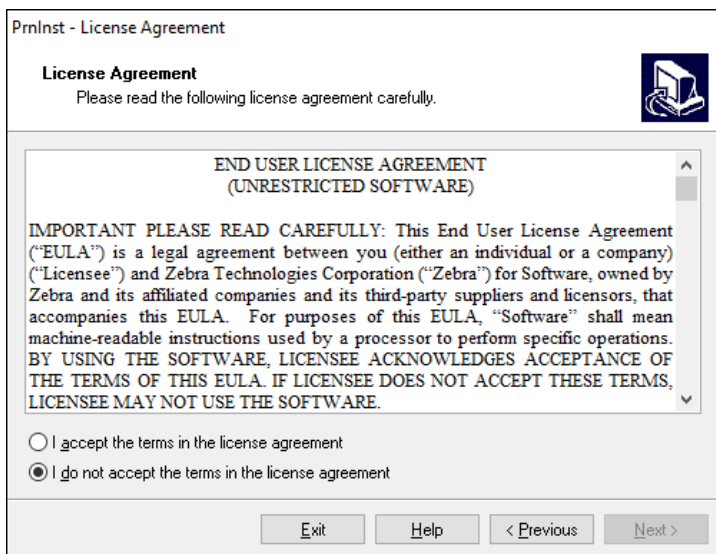 PrnInst - License Agreement
License Agreement
Please read the following license agreement carefully.
END USER LICENSE AGREEMENT
(UNRESTRICTED SOFTWARE)
IMPORTANT PLEASE READ CAREFULLY: This End User License Agreement
(“EULA”) is a legal agreement between you (either an individual or a company)
(“Licensee”) and Zebra Technologies Corporation (“Zebra”) for Software, owned by
Zebra and its affiliated companies and its third-party suppliers and licensors, that
accompanies this EULA. For purposes of this EULA, “Software” shall mean
machine-readable instructions used by a processor to perform specific operations.
BY USING THE SOFTWARE, LICENSEE ACKNOWLEDGES ACCEPTANCE OF
THE TERMS OF THIS EULA. IF LICENSEE DOES NOT ACCEPT THESE TERMS,
LICENSEE MAY NOT USE THE SOFTWARE.
I accept the terms in the license agreement
I do not accept the terms in the license agreement
Exit Help < Previous Next >